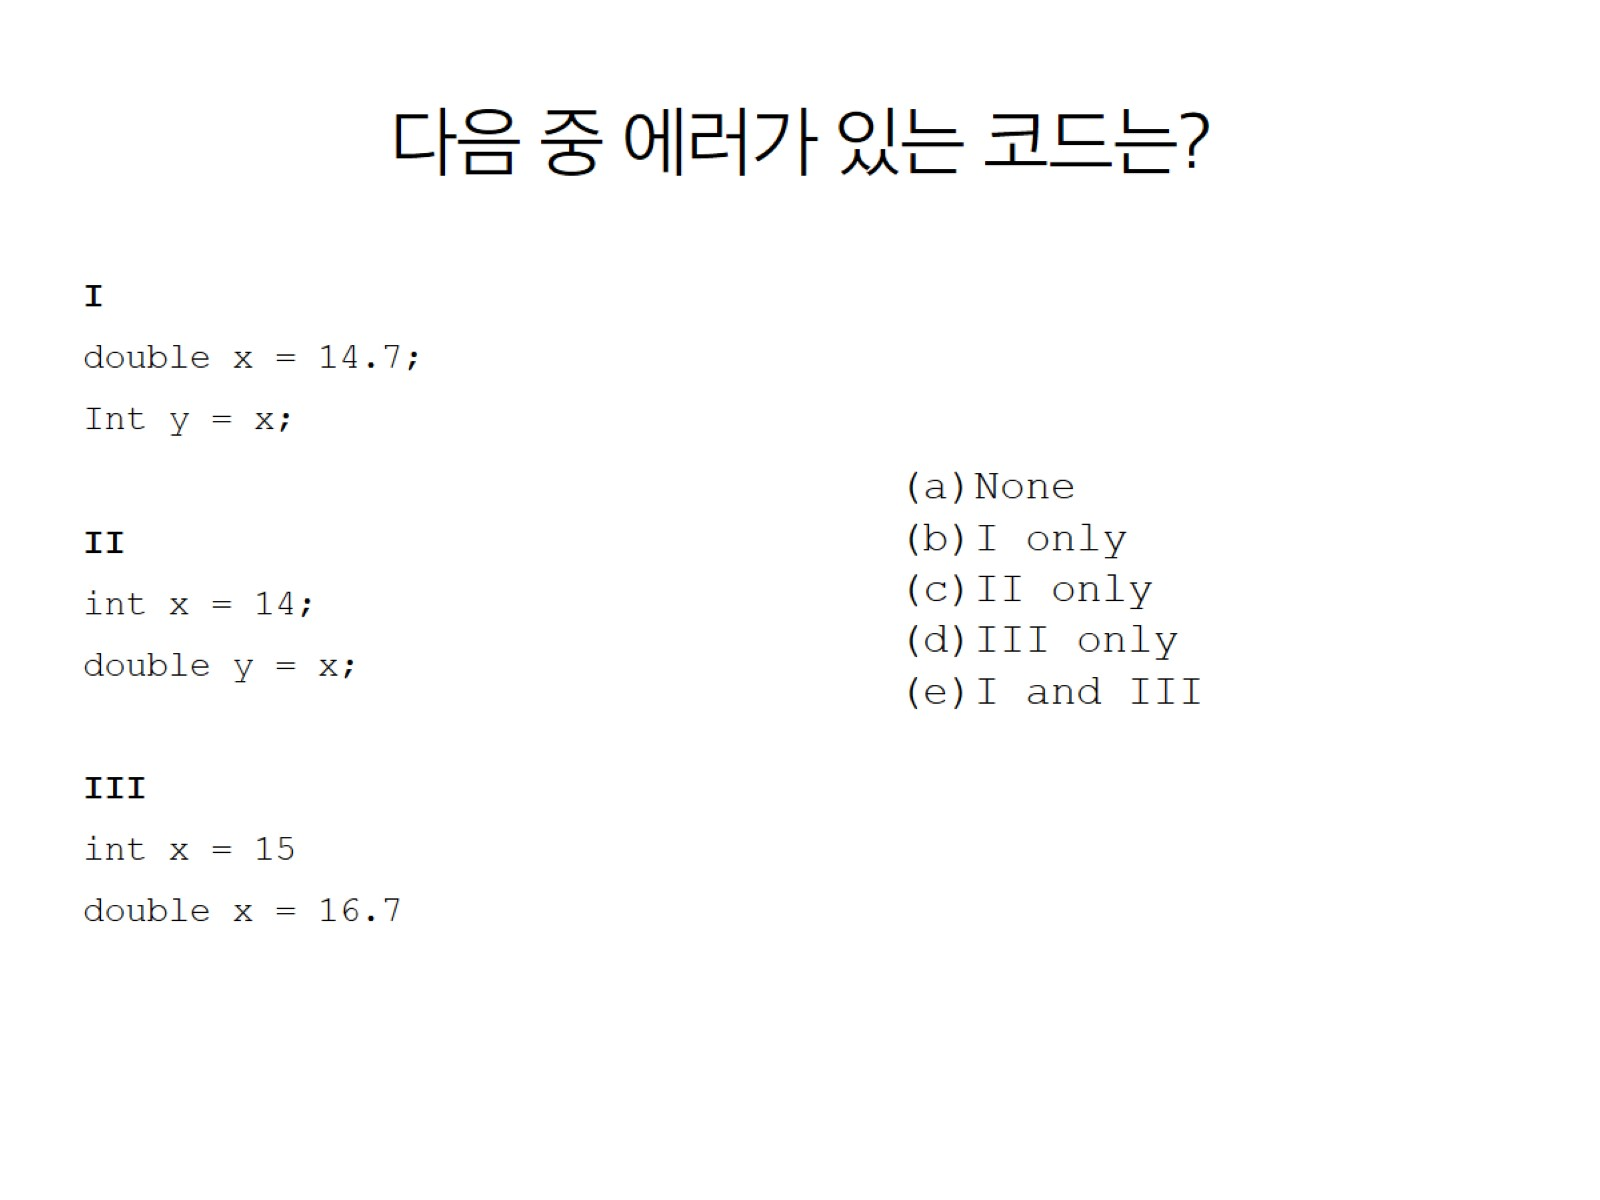 다음 중 에러가 있는 코드는?
I
double x = 14.7;
Int y = x;
II
int x = 14;
double y = x;
III
int x = 15
double x = 16.7
(a)None
(b)I only
(c)II only
(d)III only
(e)I and III